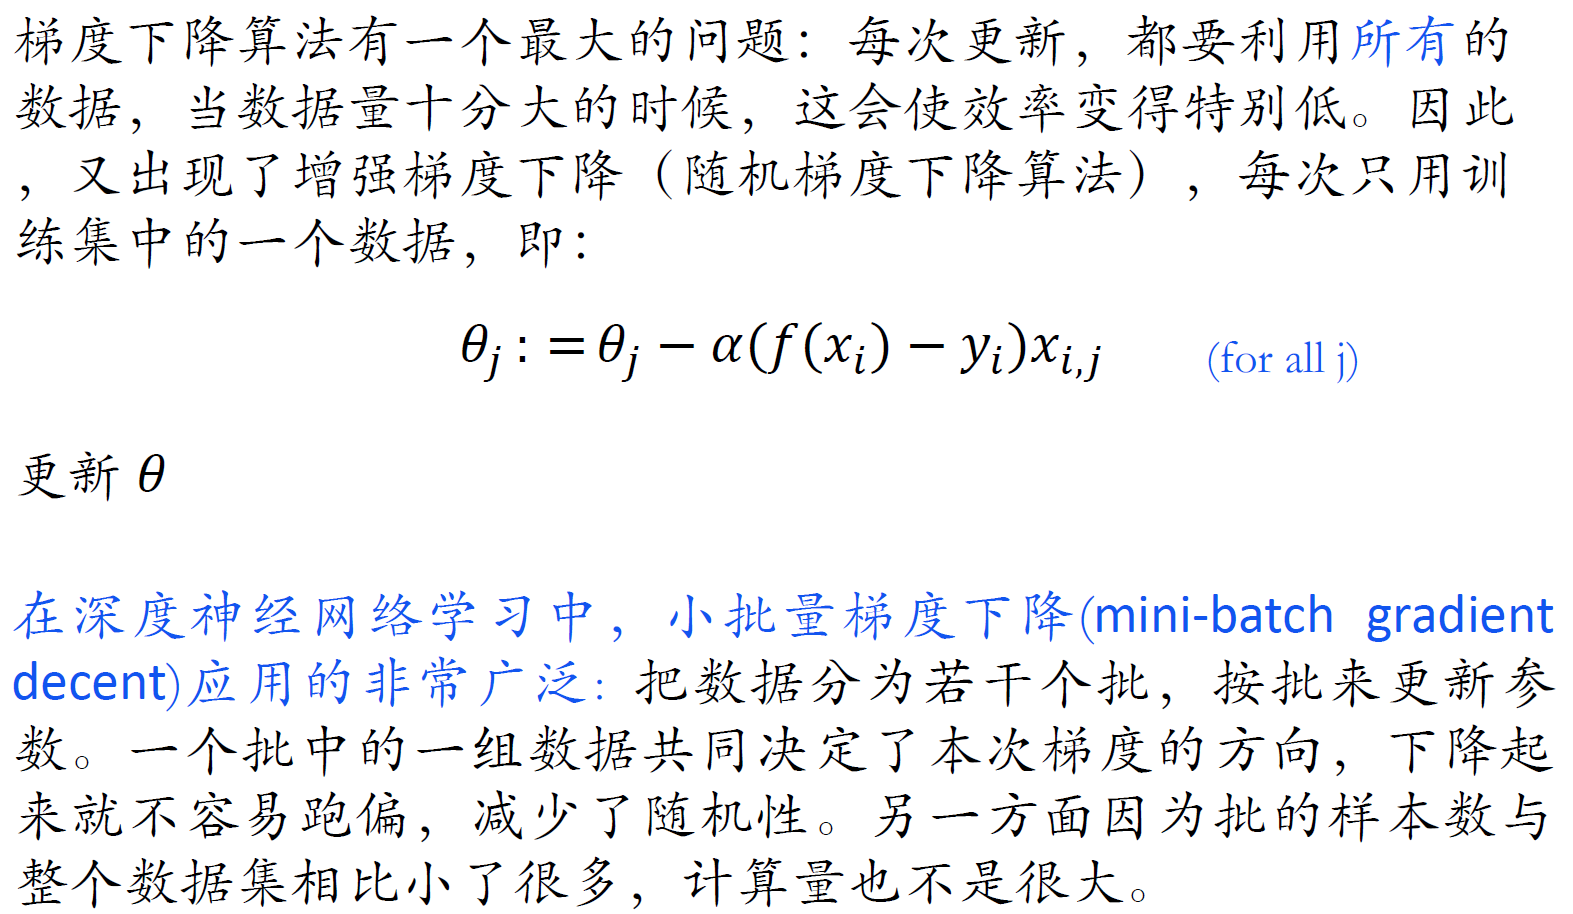 梯度下降算法有一个最大的问题：每次更新，都要利用所有的
数据，当数据量十分大的时候，这会使效率变得特别低。因此
，又出现了增强梯度下降（随机梯度下降算法），每次只用训
练集中的一个数据，即：
θ_j := θ_j − α(f(x_i) − y_i)x_{i,j} (for all j)
更新 θ
在深度神经网络学习中，小批量梯度下降(mini-batch gradient
decent)应用的非常广泛：把数据分为若干个批，按批来更新参
数。一个批中的一组数据共同决定了本次梯度的方向，下降起
来就不容易跑偏，减少了随机性。另一方面因为批的样本数与
整个数据集相比小了很多，计算量也不是很大。